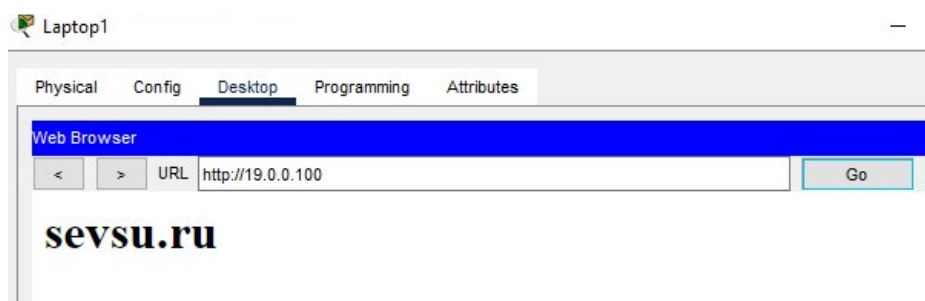 Laptop1
Physical Config Desktop Programming Attributes
Web Browser
< > URL http://19.0.0.100 Go
sevsu.ru